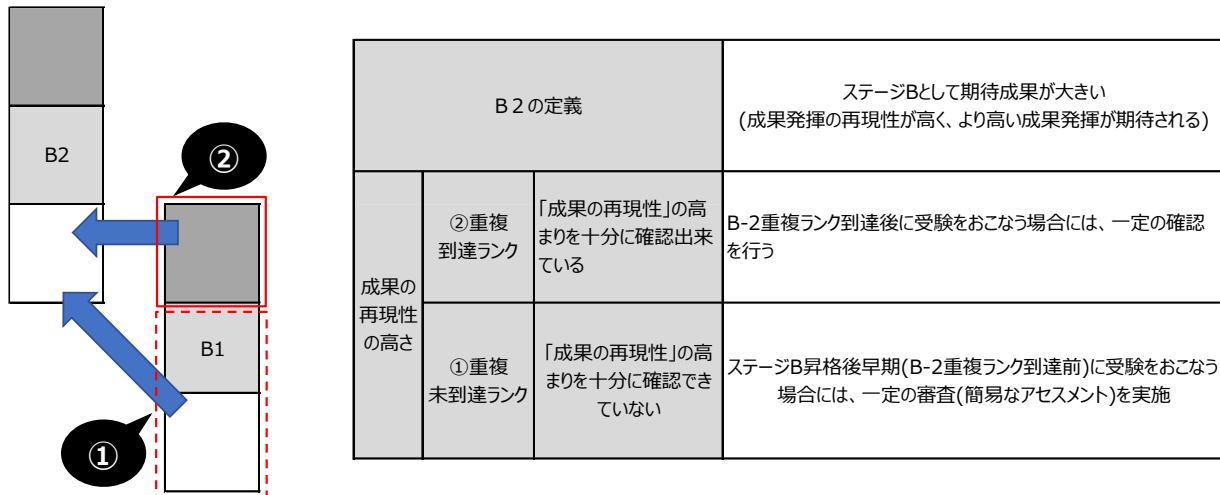 B2
②
B1
①
B２の定義
ステージBとして期待成果が大きい
(成果発揮の再現性が高く、より高い成果発揮が期待される)
成果の
再現性
の高さ
②重複
到達ランク
「成果の再現性」の高
まりを十分に確認出来
ている
B-2重複ランク到達後に受験をおこなう場合には、一定の確認
を行う
①重複
未到達ランク
「成果の再現性」の高
まりを十分に確認でき
ていない
ステージB昇格後早期(B-2重複ランク到達前)に受験をおこなう
場合には、一定の審査(簡易なアセスメント)を実施